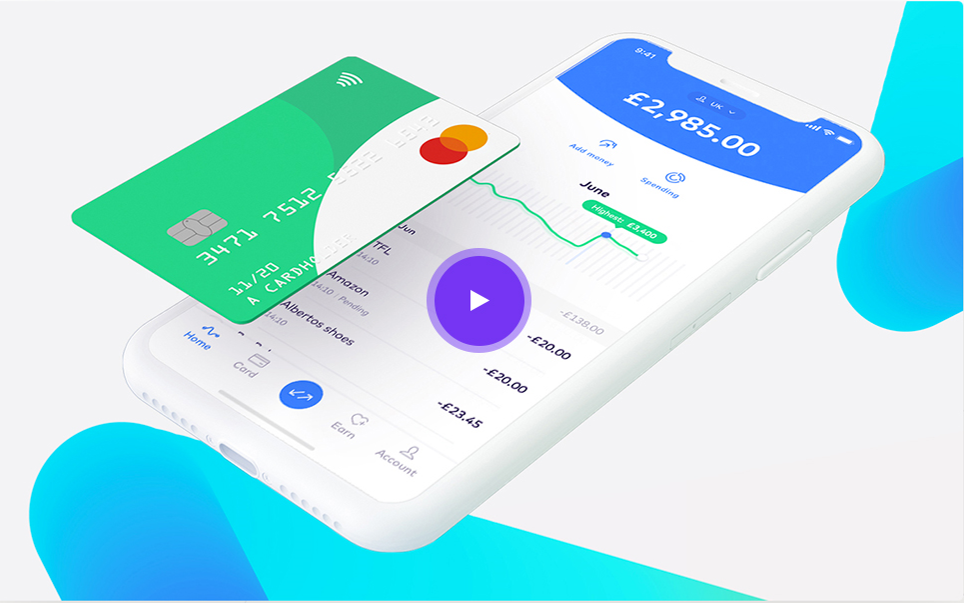 9:41
UK
£2,985.00
Add money
Spending
June
Highest: £3,400
3471 7512
11/20
A CARDHOLDER
Jun
-£138.00
TFL
14:10
-£20.00
Amazon
14:10 : Pending
-£20.00
Albertos shoes
14:10
-£23.45
Home
Card
Earn
Account